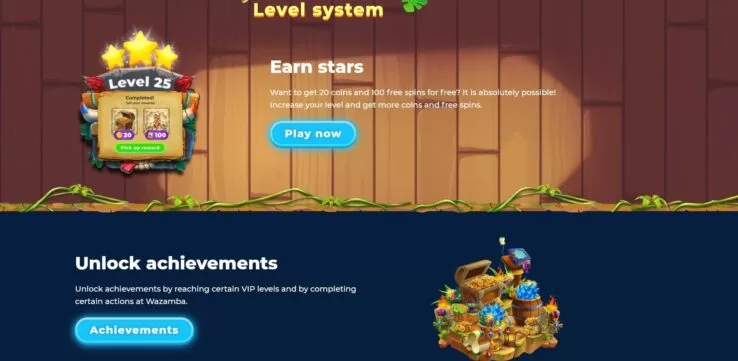 Level system
Earn stars
Level 25
Completed!
Want to get 20 coins and 100 free spins for free? It is absolutely possible!
Increase your level and get more coins and free spins.
20
100
Play now
Pick up reward
Unlock achievements
Unlock achievements by reaching certain VIP levels and by completing
certain actions at Wazamba.
Achievements